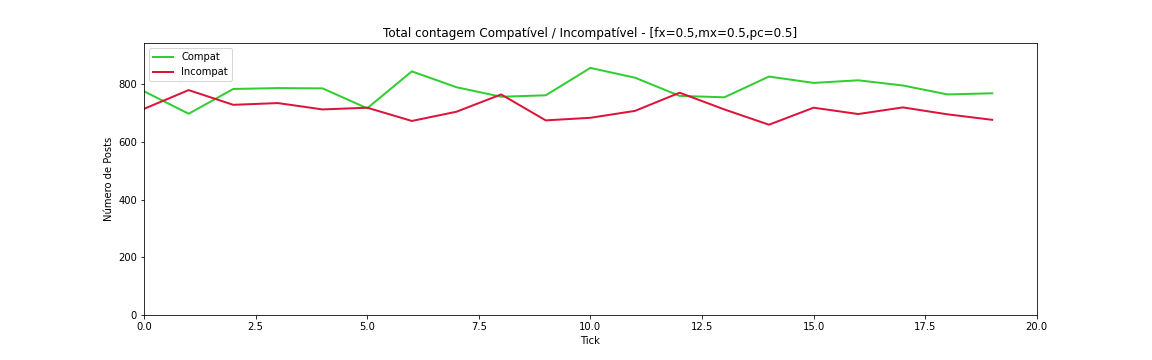 Total contagem Compatível / Incompatível - [fx=0.5,mx=0.5,pc=0.5]
Compat
Incompat
Número de Posts
800
600
400
200
0
0.0 2.5 5.0 7.5 10.0 12.5 15.0 17.5 20.0
Tick